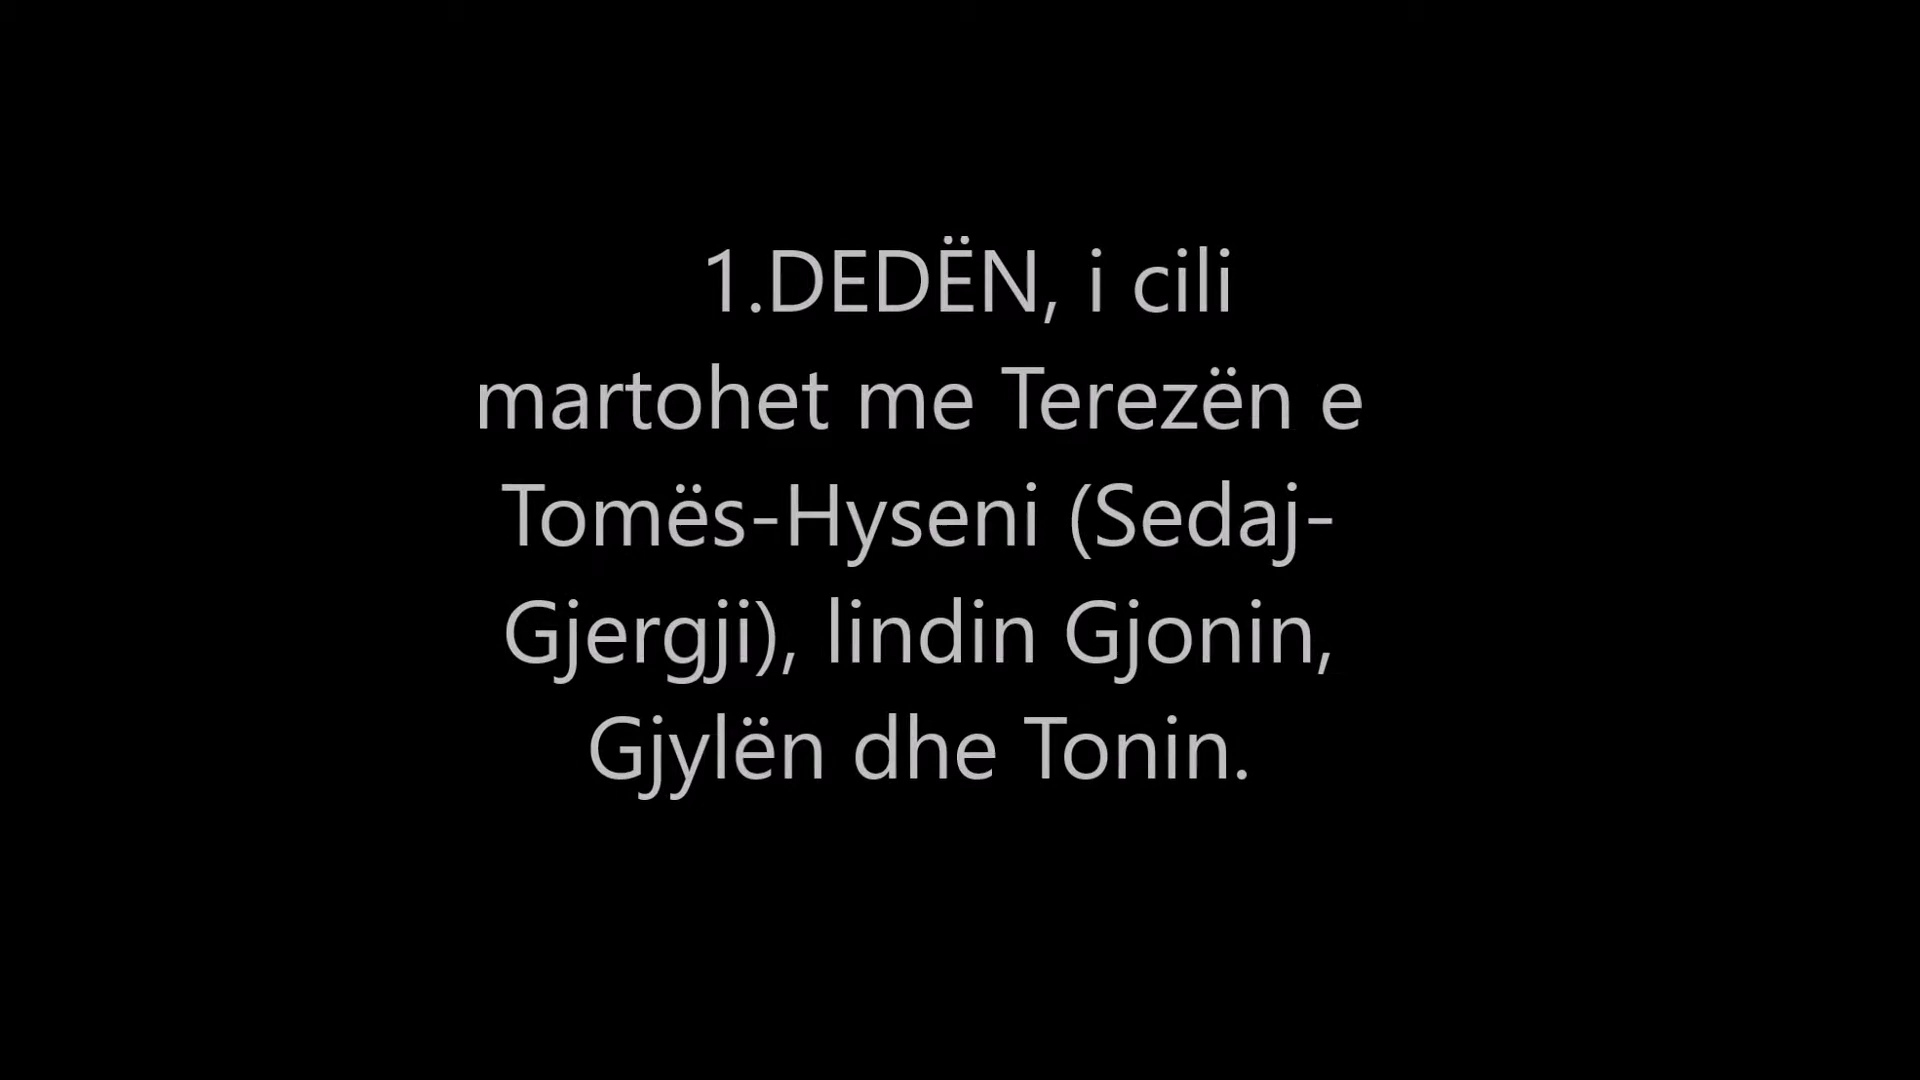 1.DEDËN, i cili
martohet me Terezën e
Tomës-Hyseni (Sedaj-
Gjergji), lindin Gjonin,
Gjylën dhe Tonin.